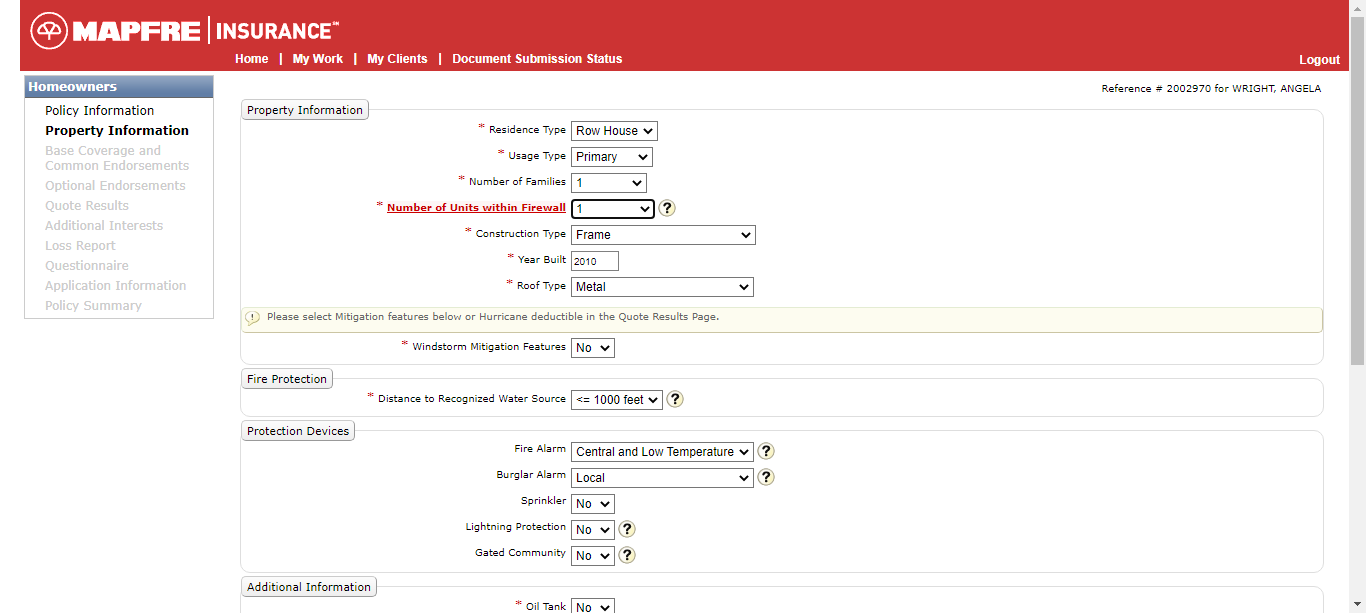 MAPFRE | INSURANCE℠
Home | My Work | My Clients | Document Submission Status
Logout
Homeowners
Policy Information
Property Information
Base Coverage and
Common Endorsements
Optional Endorsements
Quote Results
Additional Interests
Loss Report
Questionnaire
Application Information
Policy Summary
Reference # 2002970 for WRIGHT, ANGELA
Property Information
* Residence Type Row House
* Usage Type Primary
* Number of Families 1
* Number of Units within Firewall 1 ?
* Construction Type Frame
* Year Built 2010
* Roof Type Metal
! Please select Mitigation features below or Hurricane deductible in the Quote Results Page.
* Windstorm Mitigation Features No
Fire Protection
* Distance to Recognized Water Source <= 1000 feet ?
Protection Devices
Fire Alarm Central and Low Temperature ?
Burglar Alarm Local ?
Sprinkler No
Lightning Protection No ?
Gated Community No ?
Additional Information
* Oil Tank No